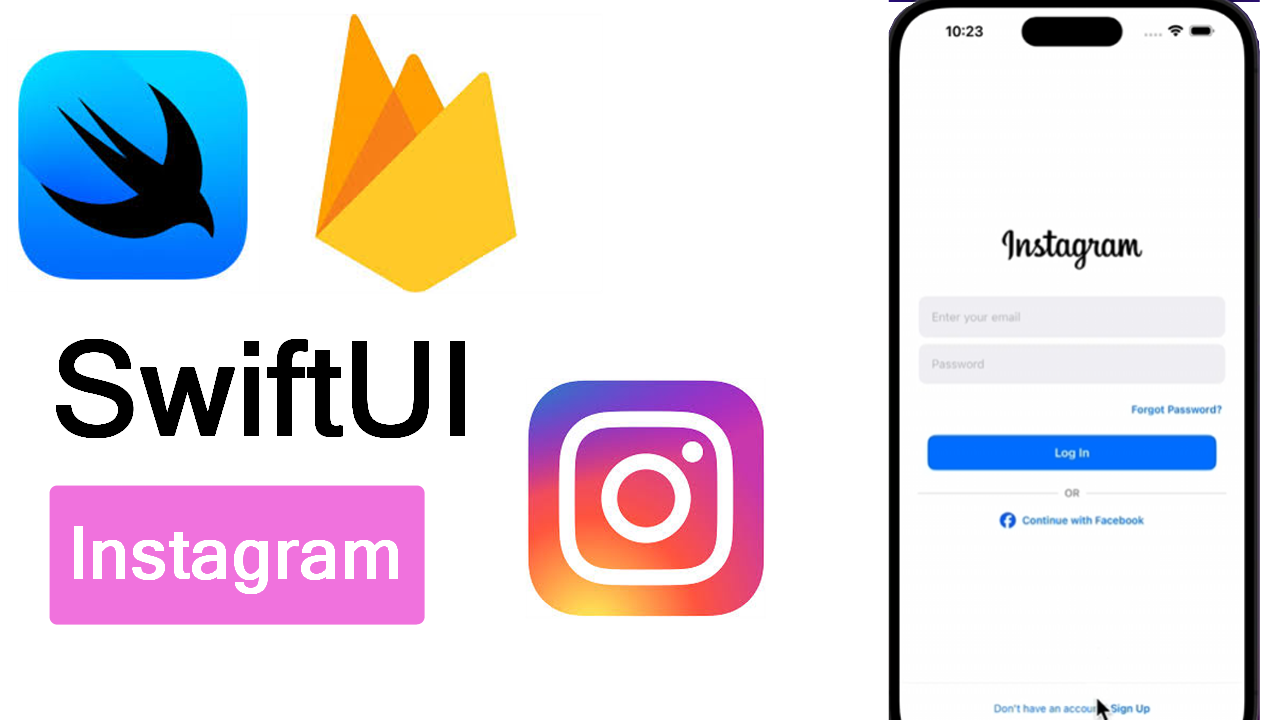 SwiftUI
Instagram
10:23
Instagram
Enter your email
Password
Forgot Password?
Log In
OR
Continue with Facebook
Don't have an Sign Up